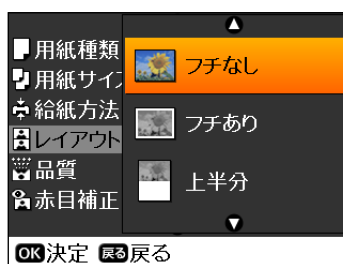 用紙種類
用紙サイズ
給紙方法
レイアウト
品質
赤目補正
フチなし
フチあり
上半分
OK決定 戻る戻る